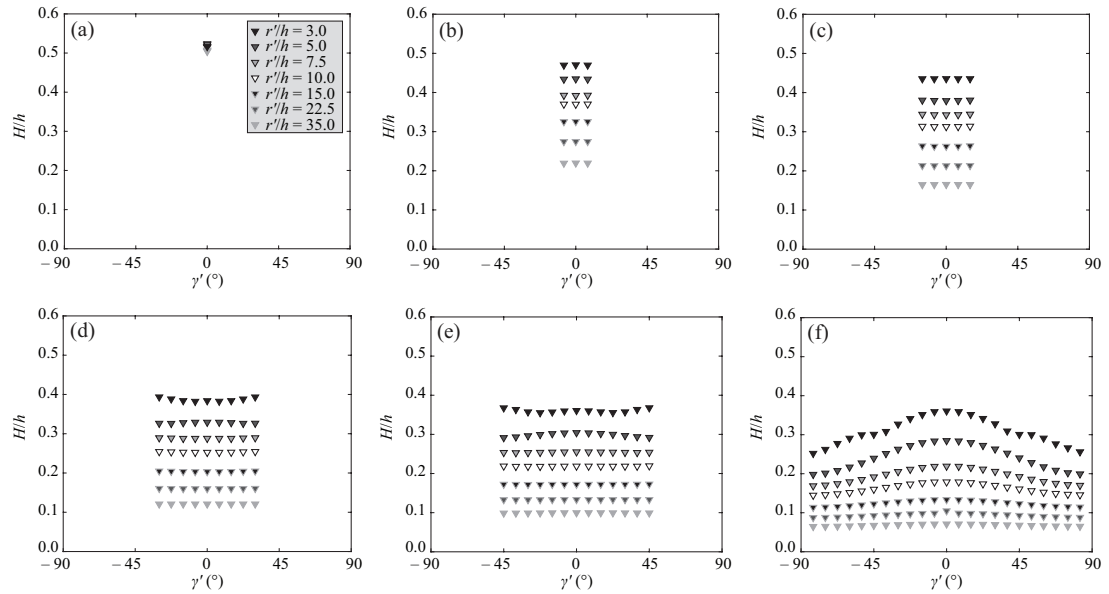 (a)
r′/h = 3.0
r′/h = 5.0
r′/h = 7.5
r′/h = 10.0
r′/h = 15.0
r′/h = 22.5
r′/h = 35.0
0.6
0.5
0.4
0.3
0.2
0.1
0.0
H/h
−90 −45 0 45 90
γ′ (°)
(b)
0.6
0.5
0.4
0.3
0.2
0.1
0.0
H/h
−90 −45 0 45 90
γ′ (°)
(c)
0.6
0.5
0.4
0.3
0.2
0.1
0.0
H/h
−90 −45 0 45 90
γ′ (°)
(d)
0.6
0.5
0.4
0.3
0.2
0.1
0.0
H/h
−90 −45 0 45 90
γ′ (°)
(e)
0.6
0.5
0.4
0.3
0.2
0.1
0.0
H/h
−90 −45 0 45 90
γ′ (°)
(f)
0.6
0.5
0.4
0.3
0.2
0.1
0.0
H/h
−90 −45 0 45 90
γ′ (°)